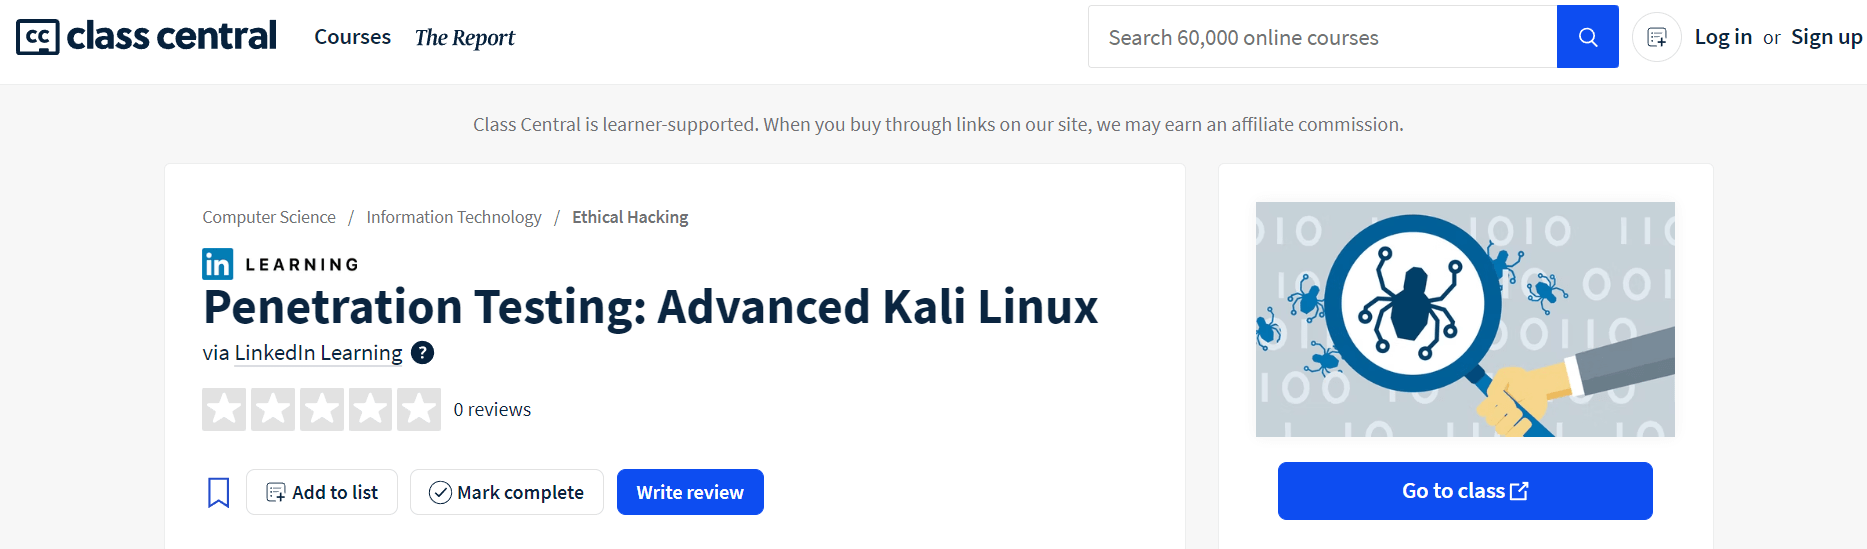 cc class central
Courses
The Report
Search 60,000 online courses
Log in or Sign up
Class Central is learner-supported. When you buy through links on our site, we may earn an affiliate commission.
Computer Science / Information Technology / Ethical Hacking
in LEARNING
Penetration Testing: Advanced Kali Linux
via LinkedIn Learning ?
0 reviews
Add to list
Mark complete
Write review
Go to class